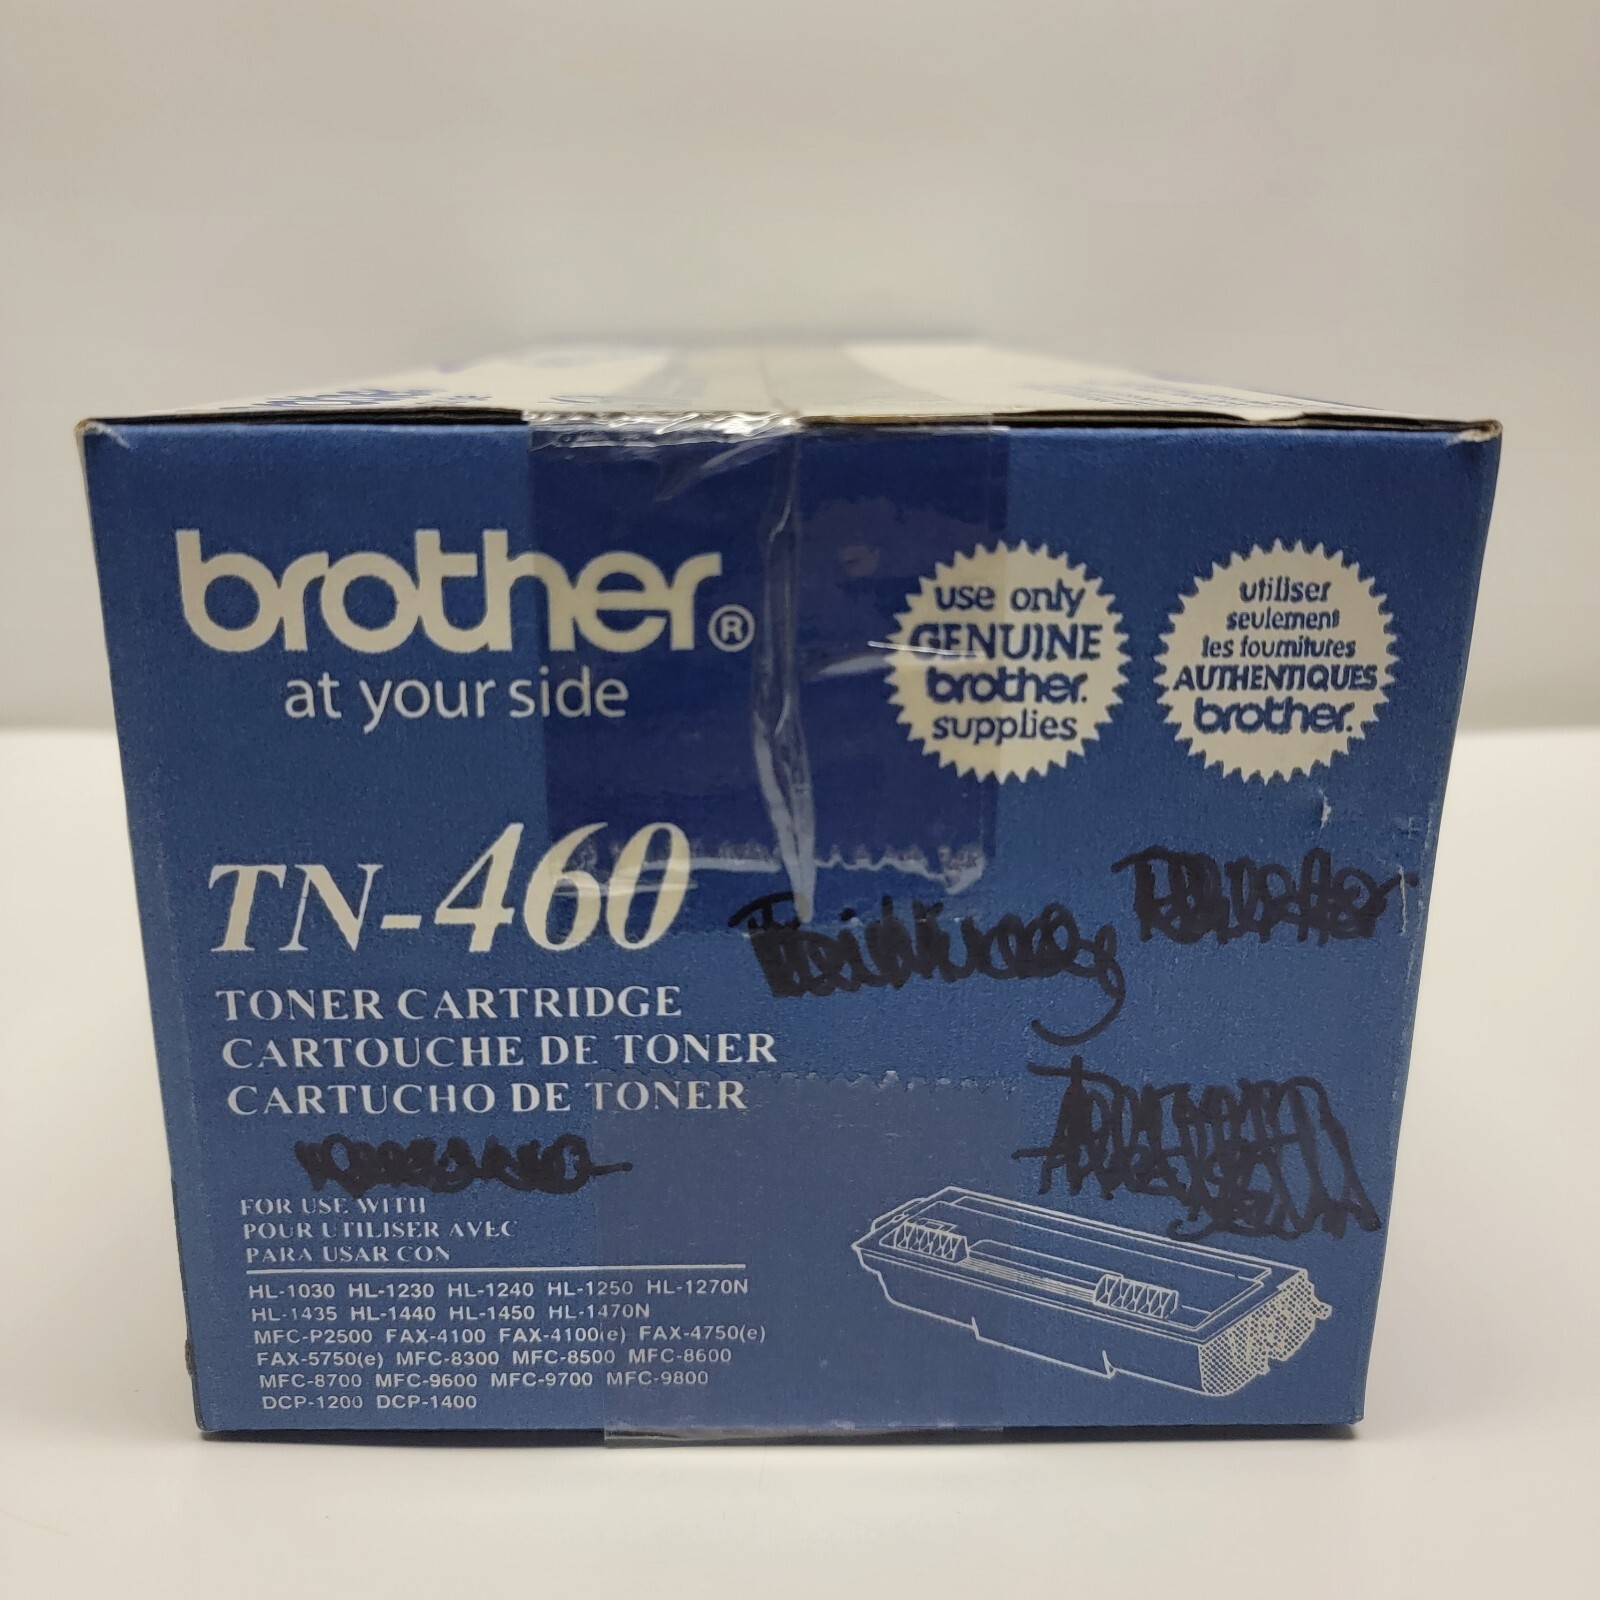 brother®
at your side
use only
GENUINE
brother.
supplies
utiliser
seulement
les fournitures
AUTHENTIQUES
brother.
TN-460
TONER CARTRIDGE
CARTOUCHE DE TONER
CARTUCHO DE TONER
FOR USE WITH
POUR UTILISER AVEC
PARA USAR CON
HL-1030 HL-1230 HL-1240 HL-1250 HL-1270N
HL-1435 HL-1440 HL-1450 HL-1470N
MFC-P2500 FAX-4100 FAX-4100(e) FAX-4750(e)
FAX-5750(e) MFC-8300 MFC-8500 MFC-8600
MFC-8700 MFC-9600 MFC-9700 MFC-9800
DCP-1200 DCP-1400